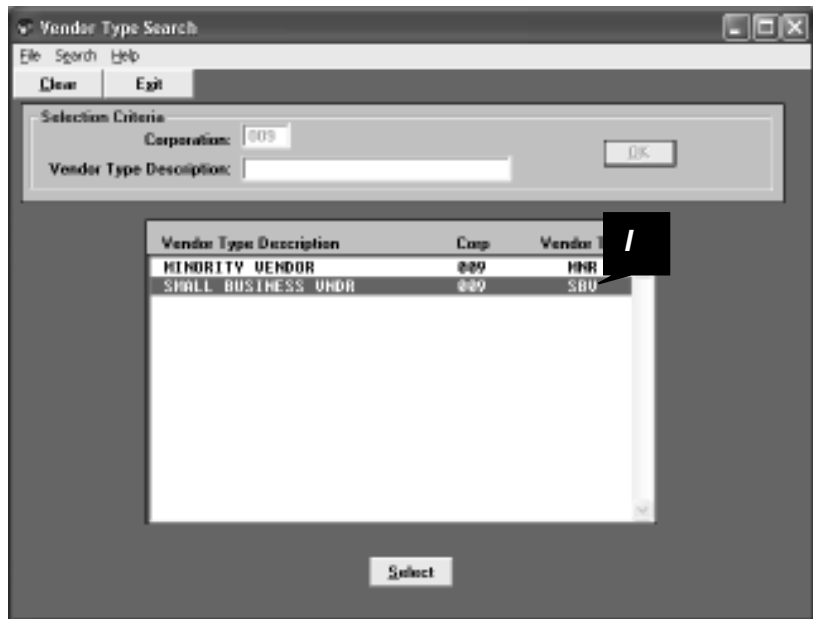 Vendor Type Search
File Search Help
Clear Exit
Selection Criteria
Corporation: 009
OK
Vendor Type Description:
Vendor Type Description Corp Vendor T
I
MINORITY VENDOR 009 MNR
SMALL BUSINESS VNDR 009 SBV
Select